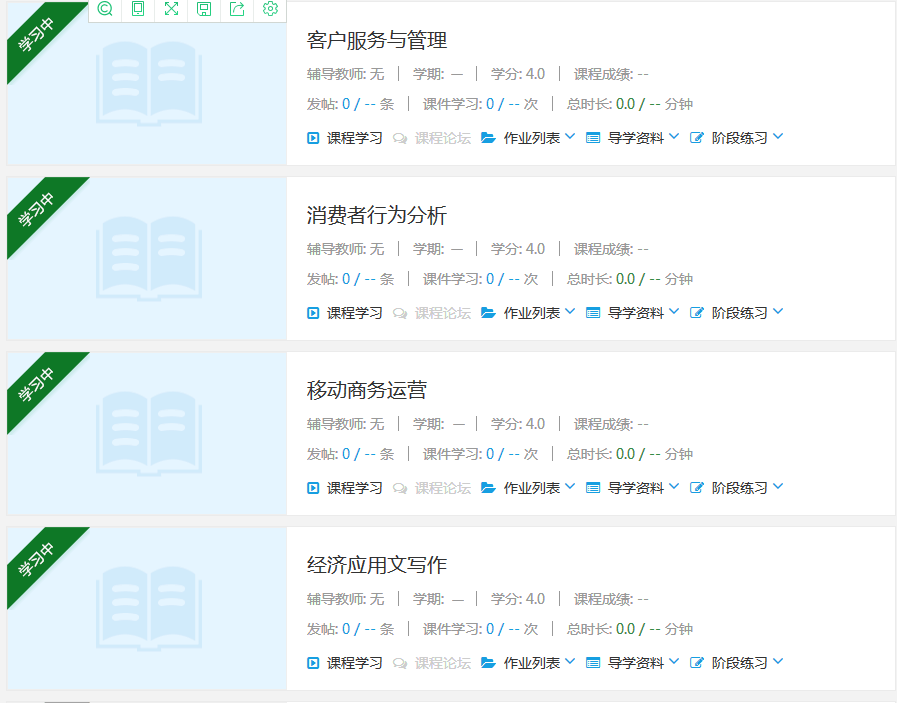 学习中
客户服务与管理
辅导教师: 无 | 学期: — | 学分: 4.0 | 课程成绩: --
发帖: 0 / -- 条 | 课件学习: 0 / -- 次 | 总时长: 0.0 / -- 分钟
课程学习 课程论坛 作业列表 导学资料 阶段练习
学习中
消费者行为分析
辅导教师: 无 | 学期: — | 学分: 4.0 | 课程成绩: --
发帖: 0 / -- 条 | 课件学习: 0 / -- 次 | 总时长: 0.0 / -- 分钟
课程学习 课程论坛 作业列表 导学资料 阶段练习
学习中
移动商务运营
辅导教师: 无 | 学期: — | 学分: 4.0 | 课程成绩: --
发帖: 0 / -- 条 | 课件学习: 0 / -- 次 | 总时长: 0.0 / -- 分钟
课程学习 课程论坛 作业列表 导学资料 阶段练习
学习中
经济应用文写作
辅导教师: 无 | 学期: — | 学分: 4.0 | 课程成绩: --
发帖: 0 / -- 条 | 课件学习: 0 / -- 次 | 总时长: 0.0 / -- 分钟
课程学习 课程论坛 作业列表 导学资料 阶段练习